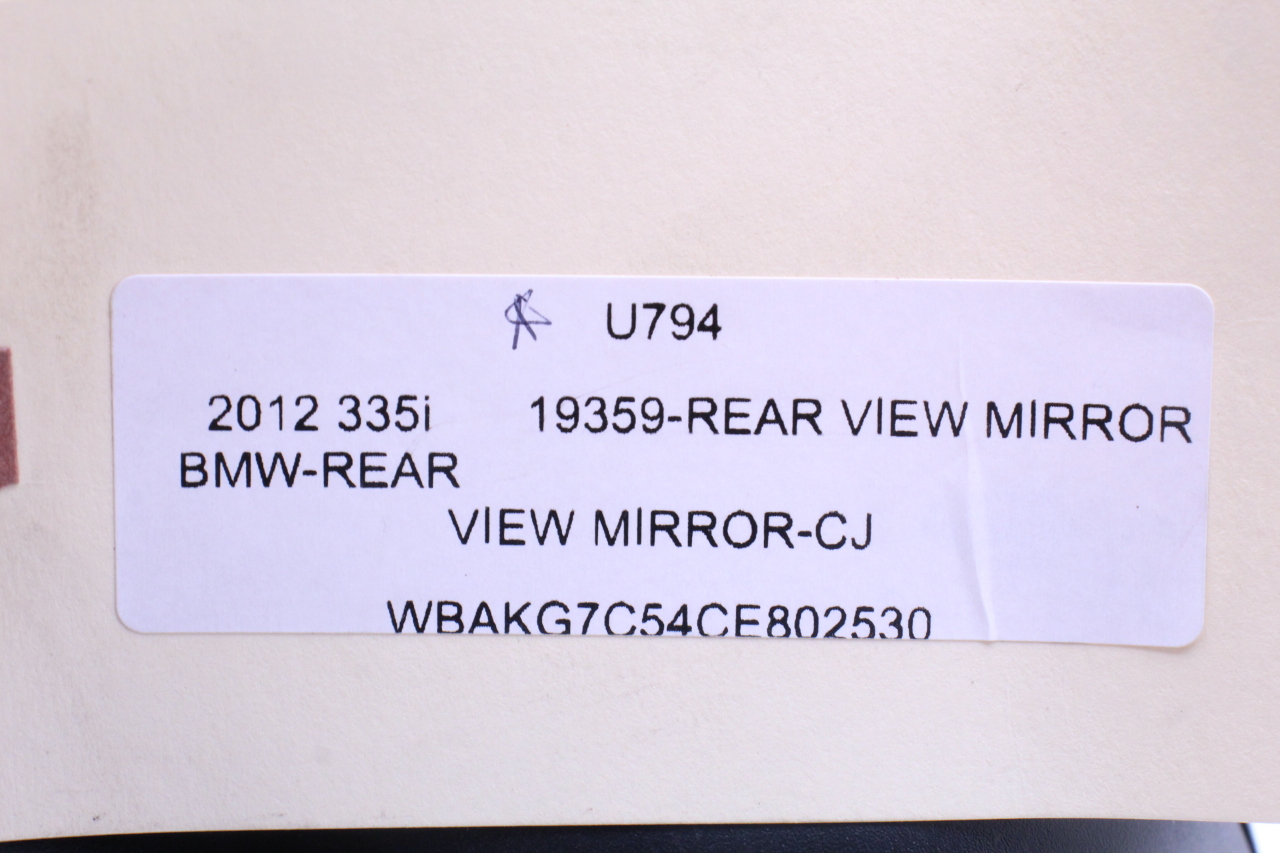 U794
2012 335i 19359-REAR VIEW MIRROR
BMW-REAR
VIEW MIRROR-CJ
WBAKG7C54CE802530